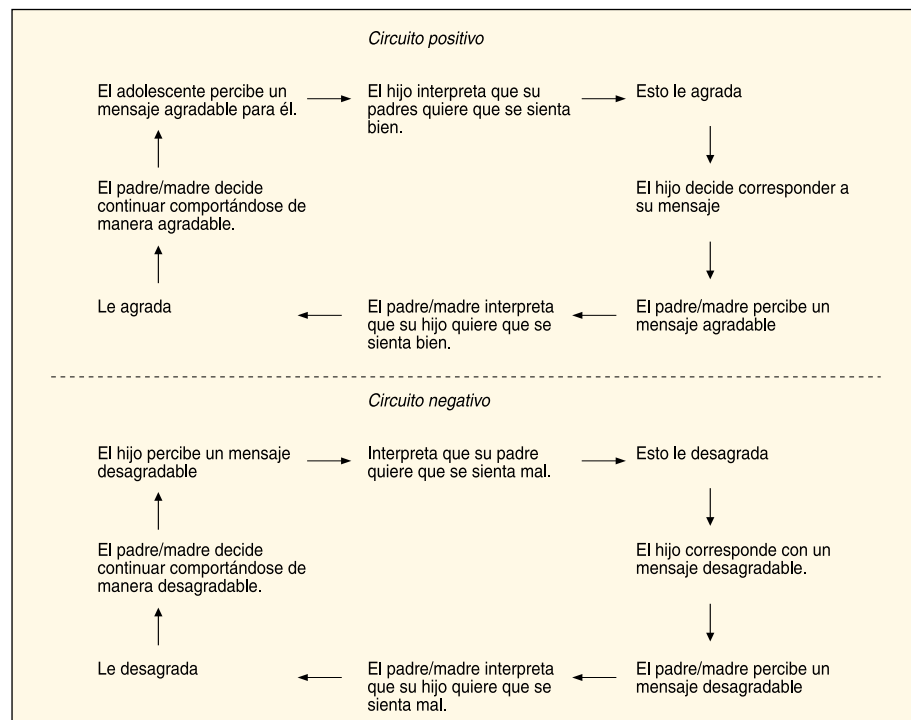 Circuito positivo
El adolescente percibe un
mensaje agradable para él.
El hijo interpreta que su
padres quiere que se sienta
bien.
Esto le agrada
El hijo decide corresponder a
su mensaje
El padre/madre percibe un
mensaje agradable
El padre/madre interpreta
que su hijo quiere que se
sienta bien.
Le agrada
El padre/madre decide
continuar comportándose de
manera agradable.
Circuito negativo
El hijo percibe un mensaje
desagradable
Interpreta que su padre
quiere que se sienta mal.
Esto le desagrada
El hijo corresponde con un
mensaje desagradable.
El padre/madre percibe un
mensaje desagradable
El padre/madre interpreta
que su hijo quiere que se
sienta mal.
Le desagrada
El padre/madre decide
continuar comportándose de
manera desagradable.